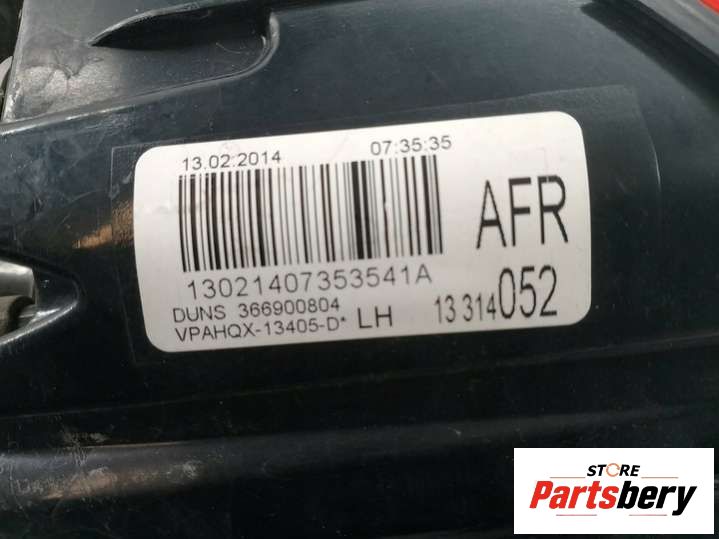 13.02.2014 07:35:35
AFR
13021407353541A
DUNS 366900804
VPAHQX-13405-D* LH 13 314 052
STORE
Partsbery